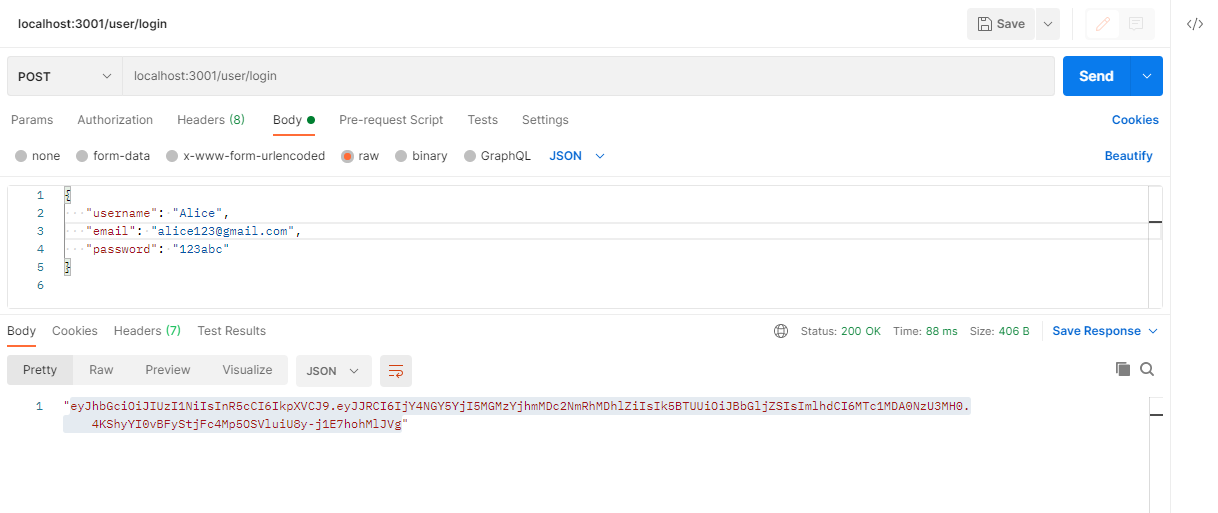 localhost:3001/user/login
Save
</>
POST
localhost:3001/user/login
Send
Params Authorization Headers (8) Body Pre-request Script Tests Settings Cookies
none form-data x-www-form-urlencoded raw binary GraphQL JSON Beautify
1 {
2 "username": "Alice",
3 "email": "alice123@gmail.com",
4 "password": "123abc"
5 }
6
Body Cookies Headers (7) Test Results Status: 200 OK Time: 88 ms Size: 406 B Save Response
Pretty Raw Preview Visualize JSON
1 "eyJhbGciOiJIUzI1NiIsInR5cCI6IkpXVCJ9.eyJJRCI6IjY4NGY5YjI5MGMzYjhmMDc2NmRhMDhlZiIsIk5BTUUiOiJBbGljZSIsImlhdCI6MTc1MDA0NzU3MH0.
4KShyYI0vBFyStjFc4Mp5OSVluiU8y-j1E7hohMlJVg"